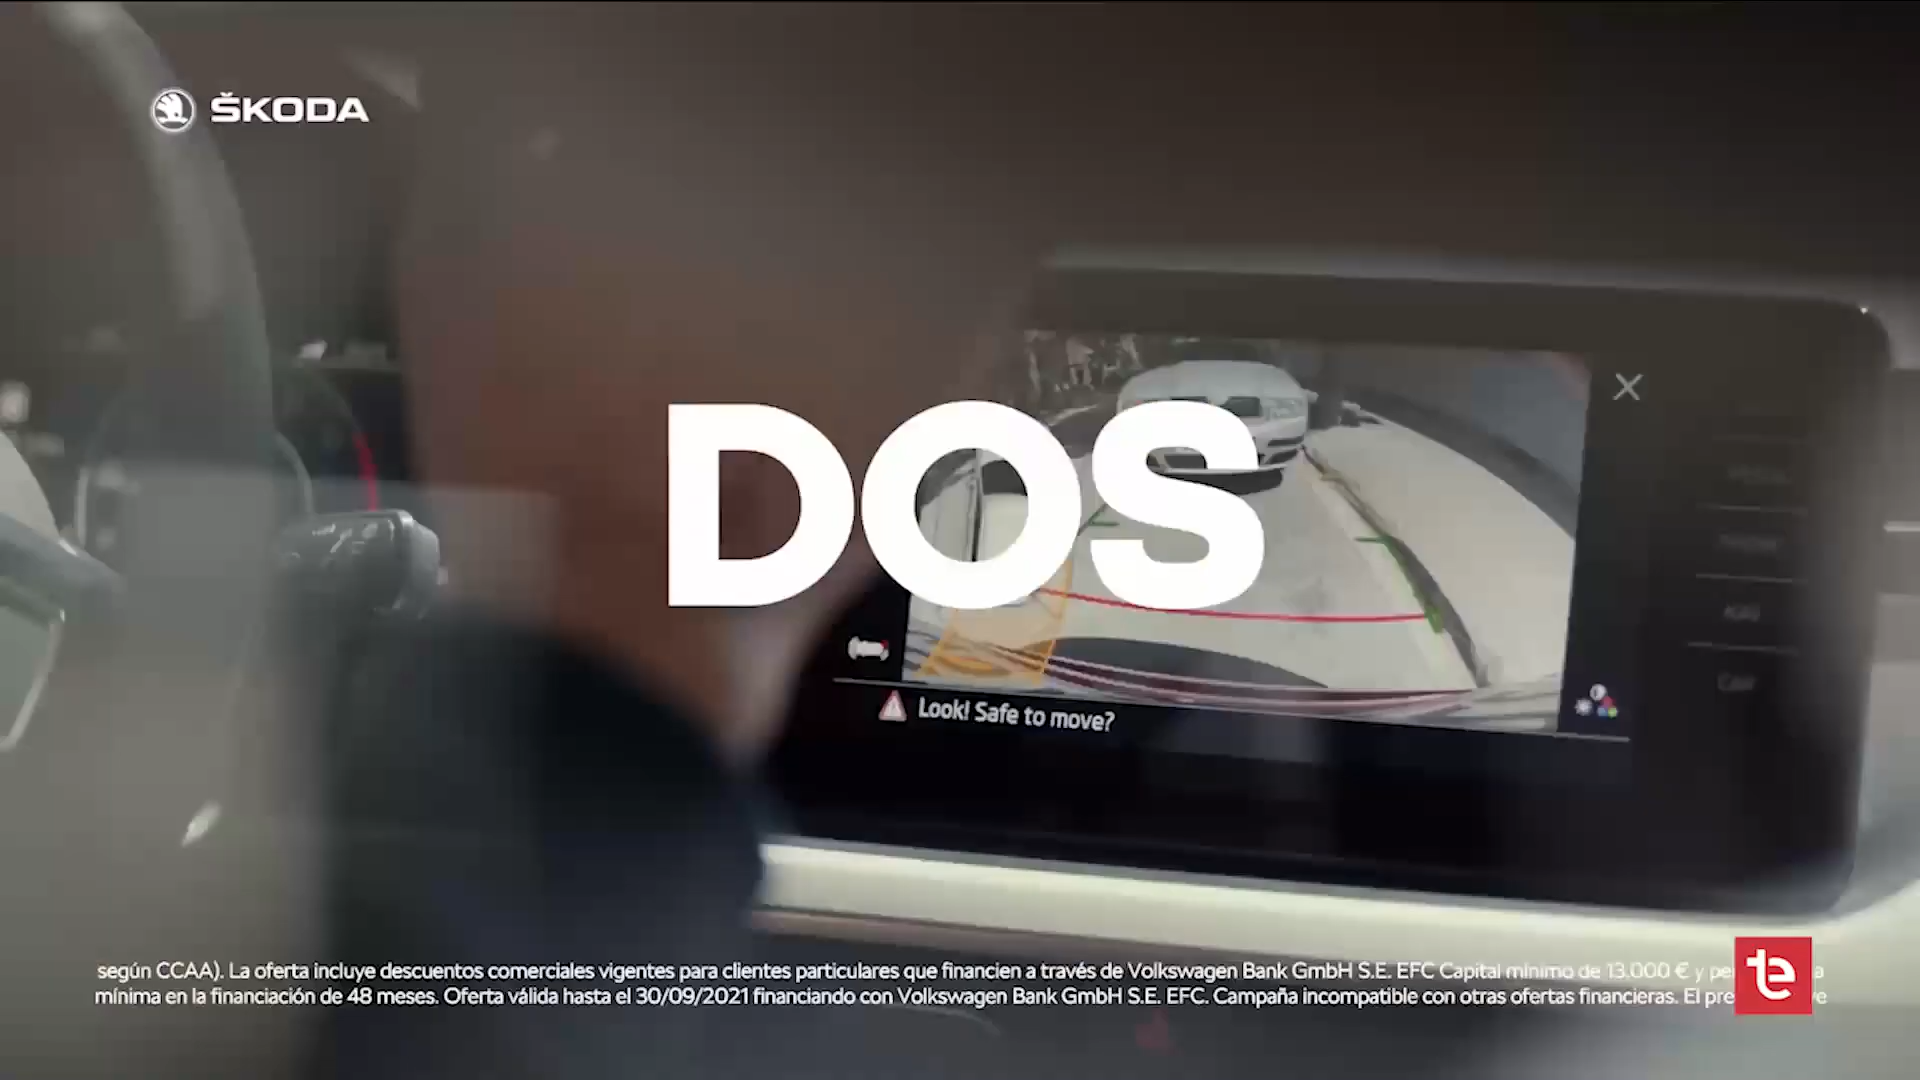 ŠKODA
DOS
Look! Safe to move?
según CCAA). La oferta incluye descuentos comerciales vigentes para clientes particulares que financien a través de Volkswagen Bank GmbH S.E. EFC Capital mínimo de 13.000 € y
te
mínima en la financiación de 48 meses. Oferta válida hasta el 30/09/2021 financiando con Volkswagen Bank GmbH S.E. EFC. Campaña incompatible con otras ofertas financieras. El